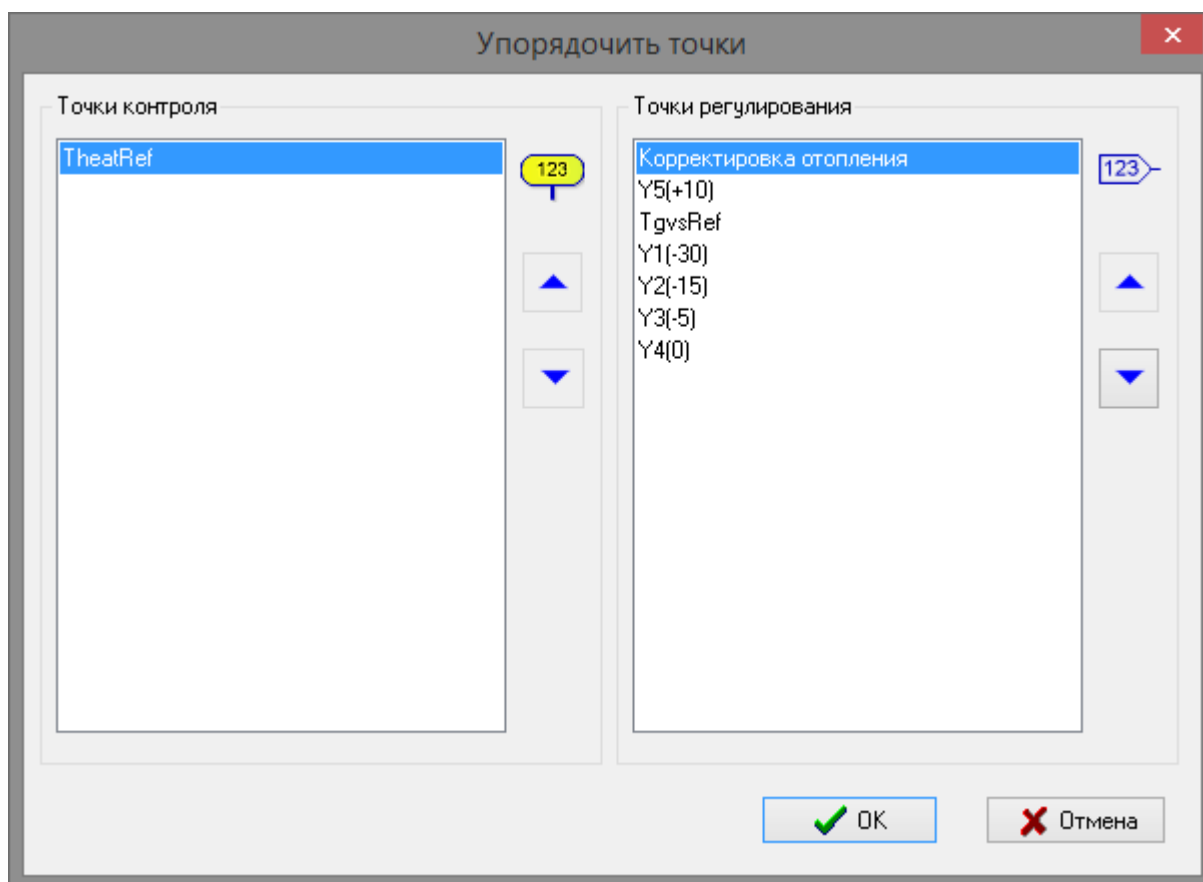 Упорядочить точки
Точки контроля
TheatRef
123
Точки регулирования
Корректировка отопления
Y5(+10)
TgvsRef
Y1(-30)
Y2(-15)
Y3(-5)
Y4(0)
123
OK
Отмена